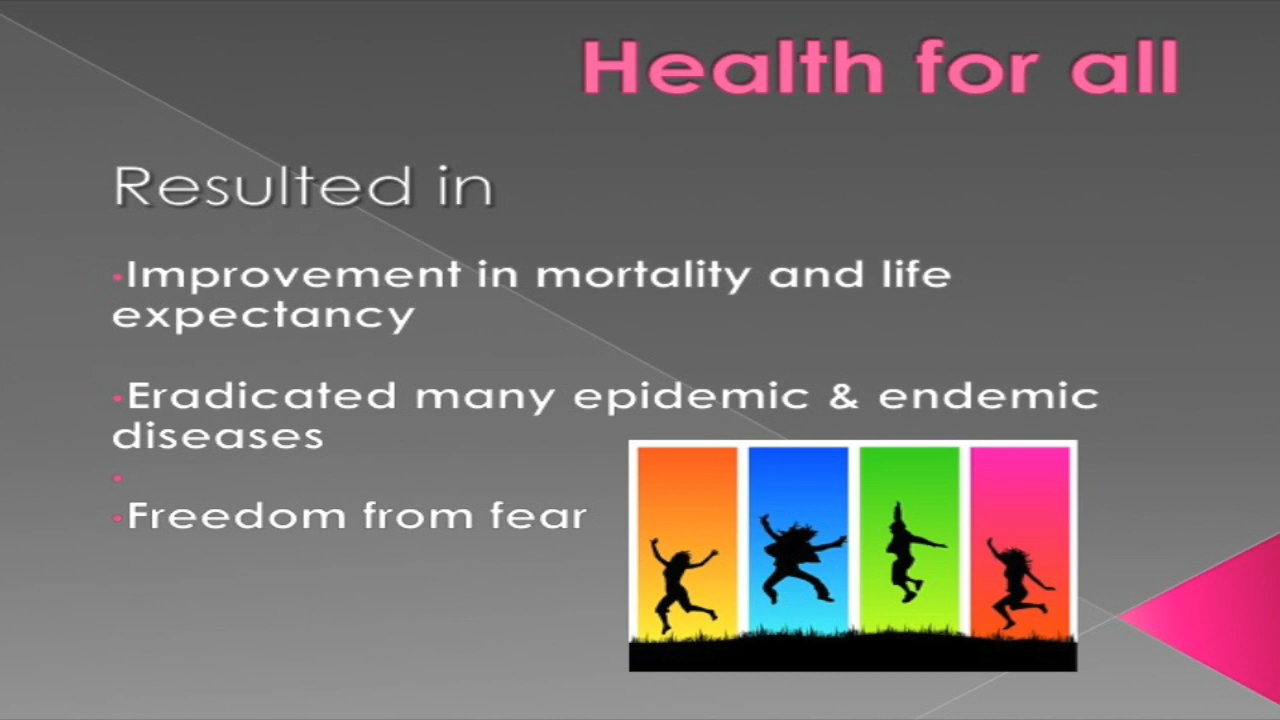 Health for all
Resulted in
•Improvement in mortality and life
expectancy
•Eradicated many epidemic & endemic
diseases
•
•Freedom from fear